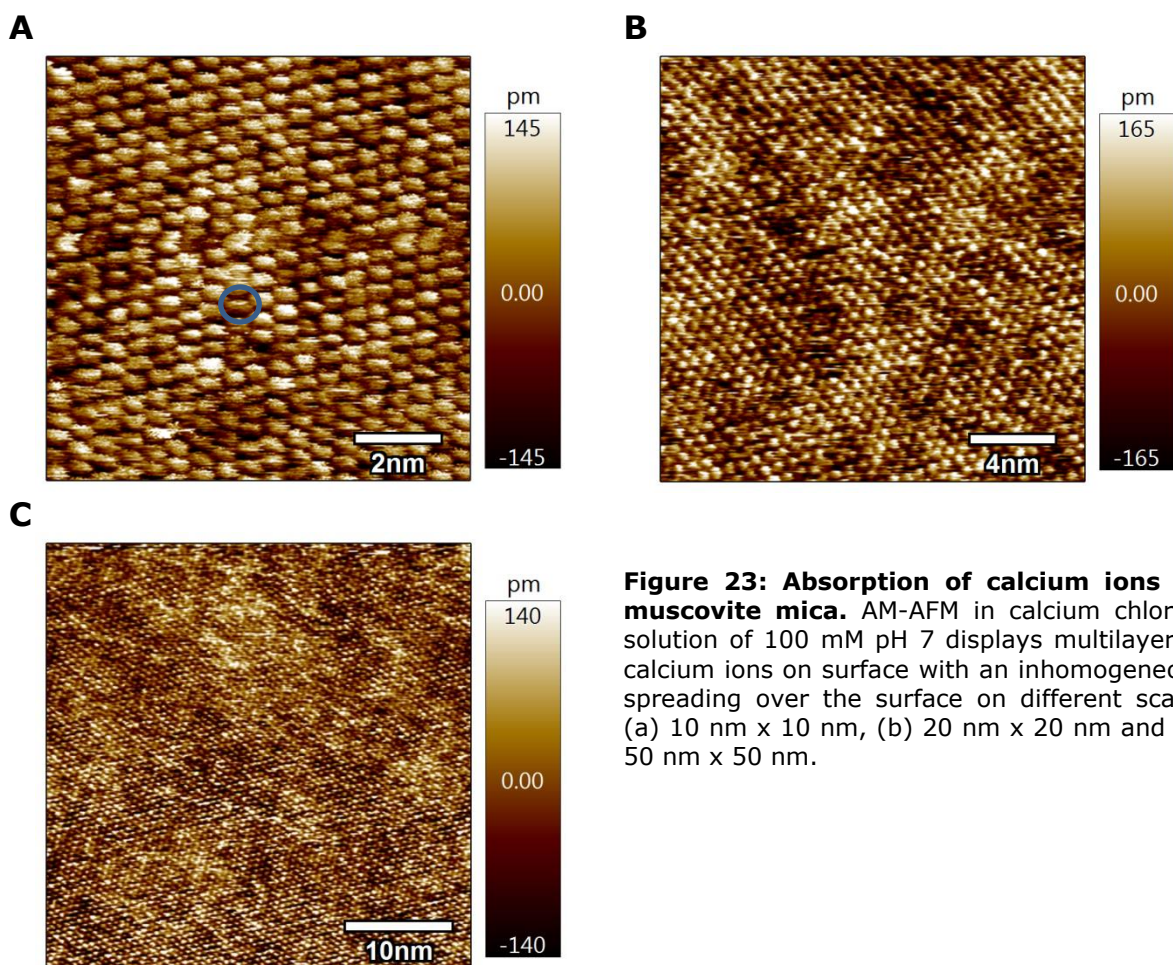 A
pm
145
0.00
-145
2nm
B
pm
165
0.00
-165
4nm
C
pm
140
0.00
-140
10nm
Figure 23: Absorption of calcium ions
muscovite mica. AM-AFM in calcium chlor
solution of 100 mM pH 7 displays multilayer
calcium ions on surface with an inhomogened
spreading over the surface on different sca
(a) 10 nm x 10 nm, (b) 20 nm x 20 nm and
50 nm x 50 nm.